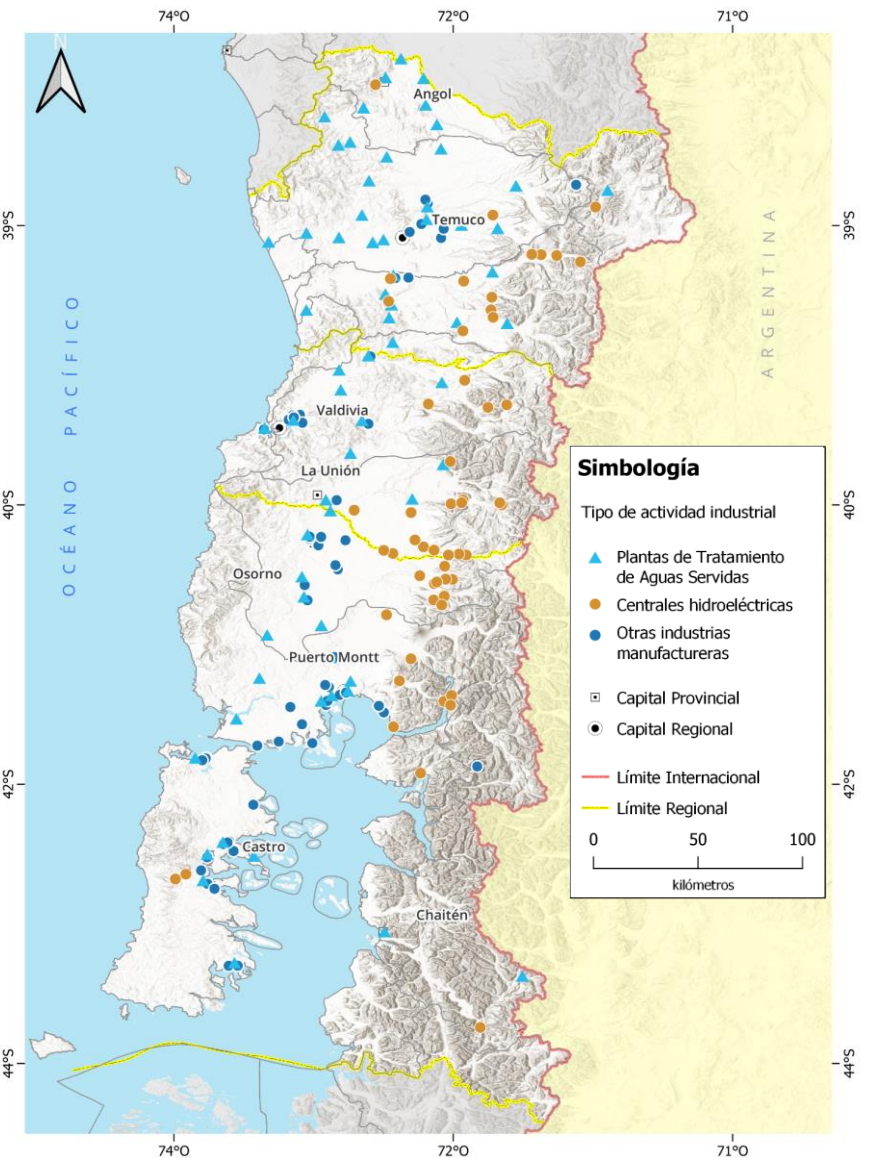 74°O
72°O
71°O
N
Angol
39°S
Temuco
39°S
ARGENTINA
OCÉANO PACÍFICO
Valdivia
La Unión
40°S
40°S
Osorno
Puerto Montt
42°S
42°S
Castro
Chaitén
44°S
44°S
74°O
72°O
71°O
Simbología
Tipo de actividad industrial
Plantas de Tratamiento
de Aguas Servidas
Centrales hidroeléctricas
Otras industrias
manufactureras
Capital Provincial
Capital Regional
Límite Internacional
Límite Regional
0 50 100
kilómetros